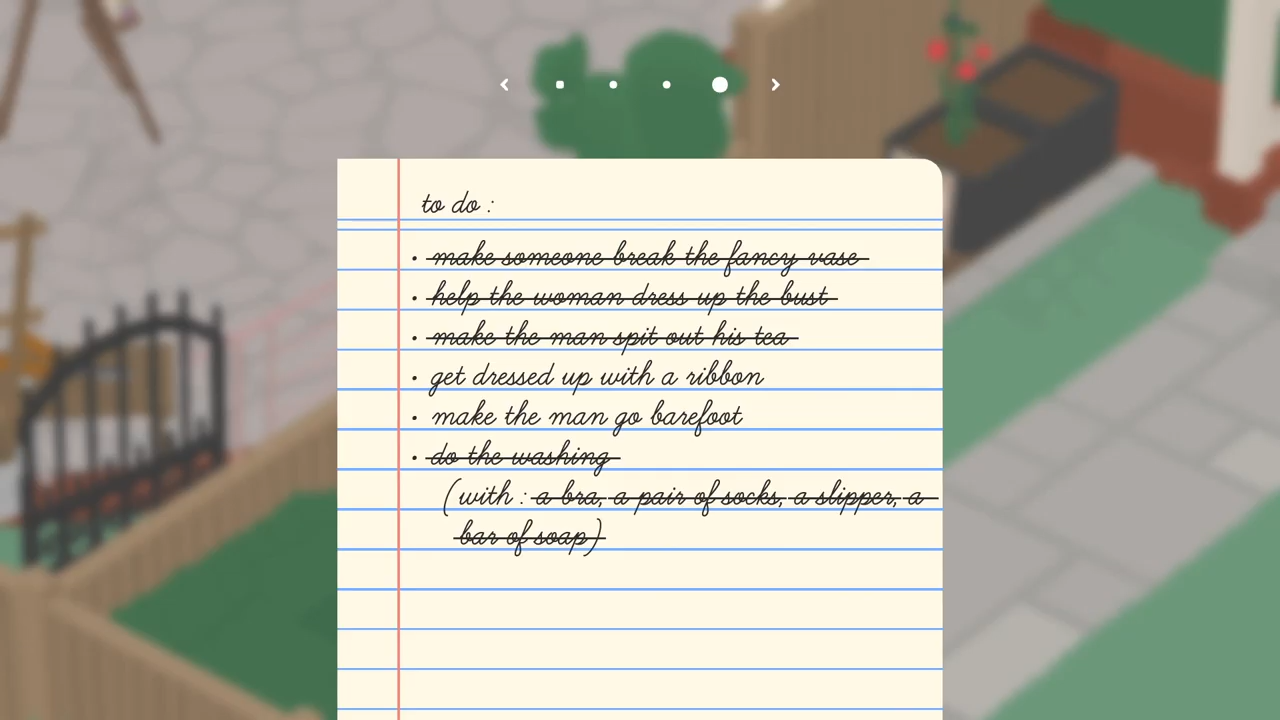 to do :
• make someone break the fancy vase
• help the woman dress up the bust
• make the man spit out his tea
• get dressed up with a ribbon
• make the man go barefoot
• do the washing
(with : a bra, a pair of socks, a slipper, a
bar of soap)